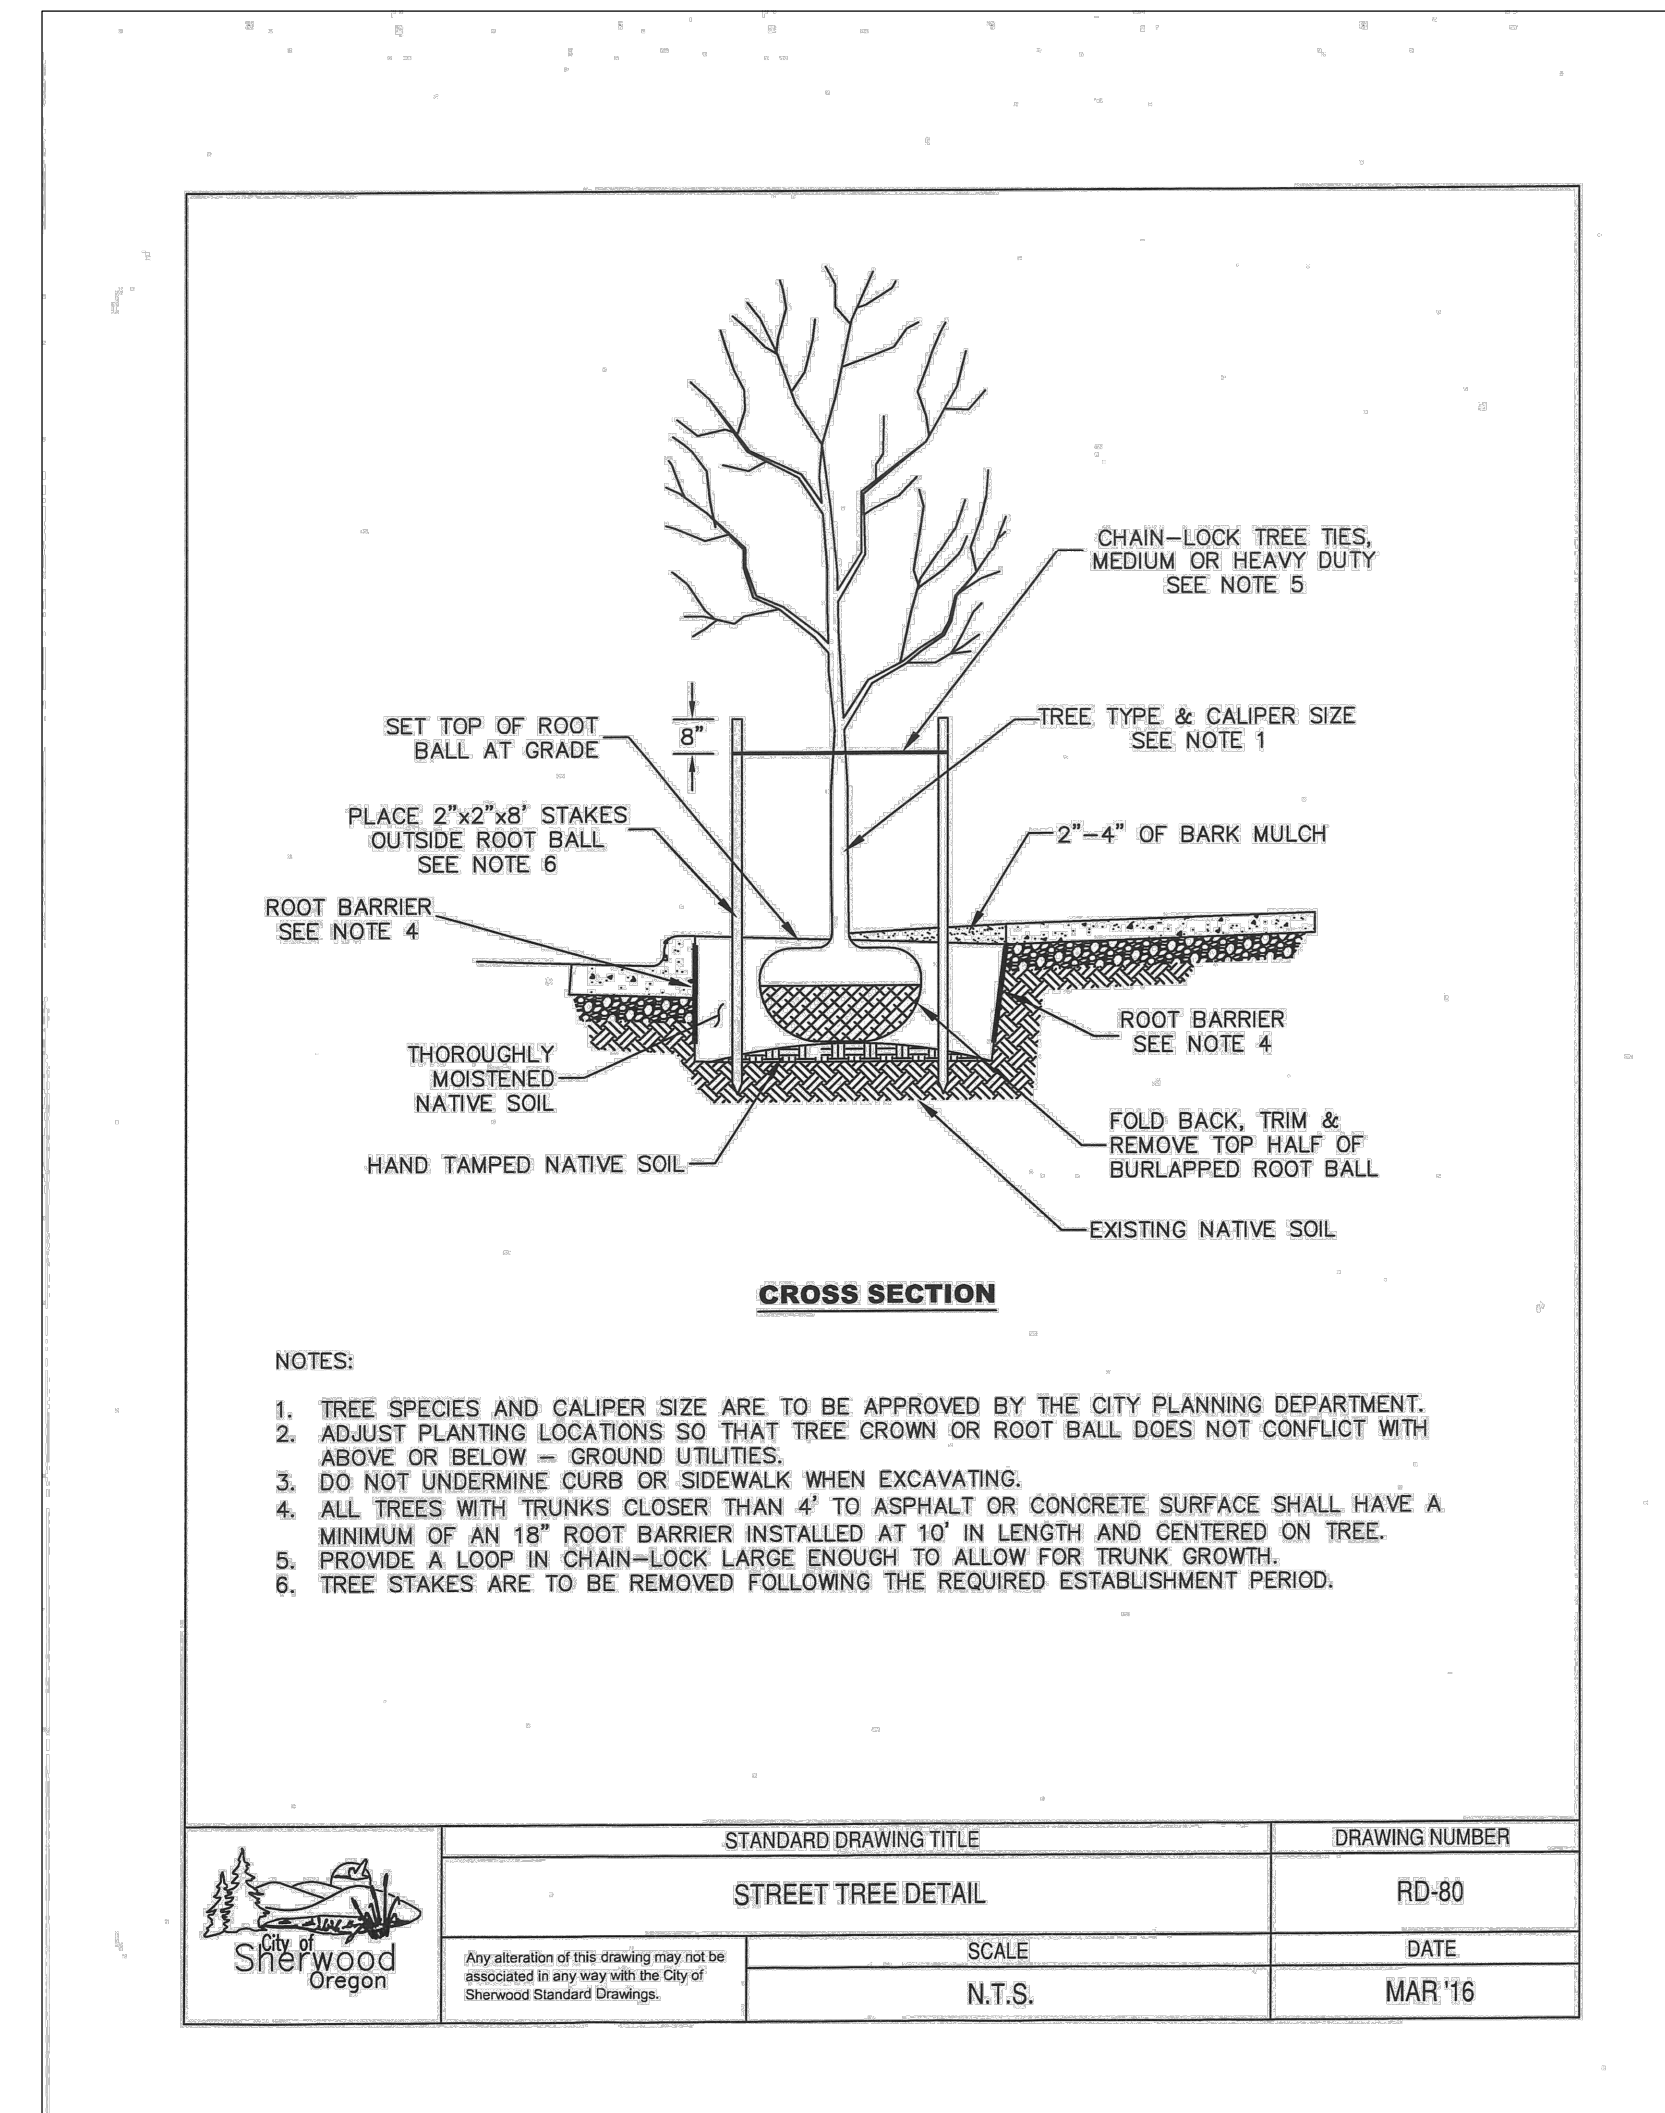 CHAIN-LOCK TREE TIES,
MEDIUM OR HEAVY DUTY
SEE NOTE 5
SET TOP OF ROOT
BALL AT GRADE
8"
TREE TYPE & CALIPER SIZE
SEE NOTE 1
PLACE 2"x2"x8' STAKES
OUTSIDE ROOT BALL
SEE NOTE 6
2"-4" OF BARK MULCH
ROOT BARRIER
SEE NOTE 4
ROOT BARRIER
SEE NOTE 4
THOROUGHLY
MOISTENED
NATIVE SOIL
FOLD BACK, TRIM &
REMOVE TOP HALF OF
BURLAPPED ROOT BALL
HAND TAMPED NATIVE SOIL
EXISTING NATIVE SOIL
CROSS SECTION
NOTES:
1. TREE SPECIES AND CALIPER SIZE ARE TO BE APPROVED BY THE CITY PLANNING DEPARTMENT.
2. ADJUST PLANTING LOCATIONS SO THAT TREE CROWN OR ROOT BALL DOES NOT CONFLICT WITH
ABOVE OR BELOW - GROUND UTILITIES.
3. DO NOT UNDERMINE CURB OR SIDEWALK WHEN EXCAVATING.
4. ALL TREES WITH TRUNKS CLOSER THAN 4' TO ASPHALT OR CONCRETE SURFACE SHALL HAVE A
MINIMUM OF AN 18" ROOT BARRIER INSTALLED AT 10' IN LENGTH AND CENTERED ON TREE.
5. PROVIDE A LOOP IN CHAIN-LOCK LARGE ENOUGH TO ALLOW FOR TRUNK GROWTH.
6. TREE STAKES ARE TO BE REMOVED FOLLOWING THE REQUIRED ESTABLISHMENT PERIOD.
STANDARD DRAWING TITLE
DRAWING NUMBER
STREET TREE DETAIL
RD-80
City of
Sherwood
Oregon
Any alteration of this drawing may not be
associated in any way with the City of
Sherwood Standard Drawings.
SCALE
N.T.S.
DATE
MAR '16